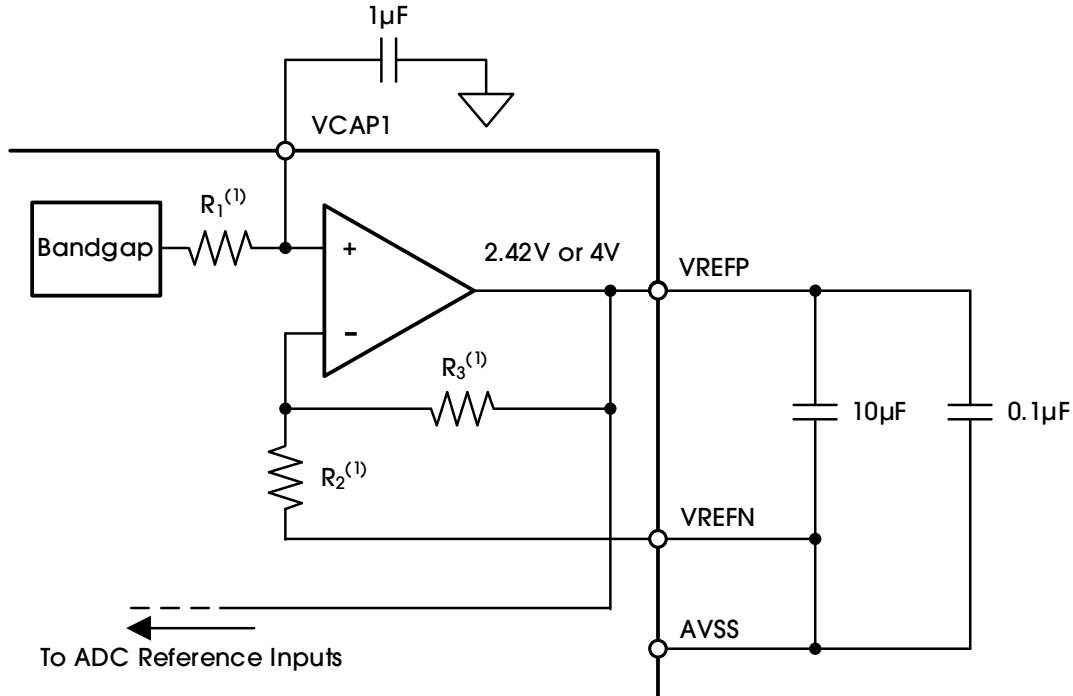 1µF
VCAP1
R₁⁽¹⁾
Bandgap
+
2.42V or 4V
VREFP
-
R₃⁽¹⁾
10µF
0.1µF
R₂⁽¹⁾
VREFN
AVSS
To ADC Reference Inputs